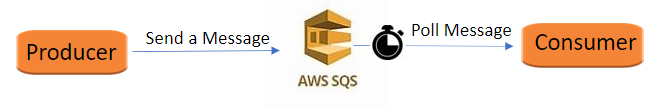 Producer
Send a Message
AWS SQS
Poll Message
Consumer